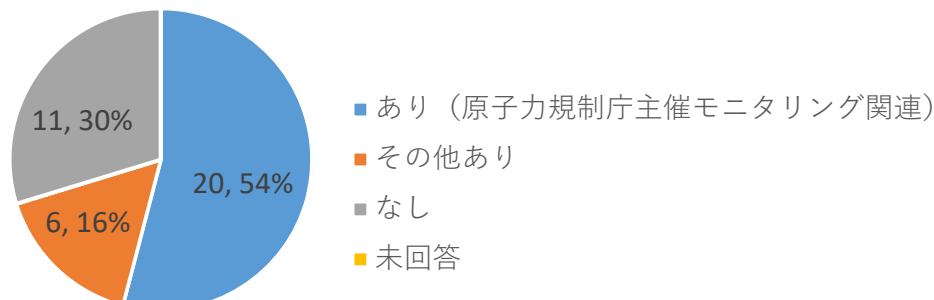 11, 30%
20, 54%
6, 16%
あり（原子力規制庁主催モニタリング関連）
その他あり
なし
未回答